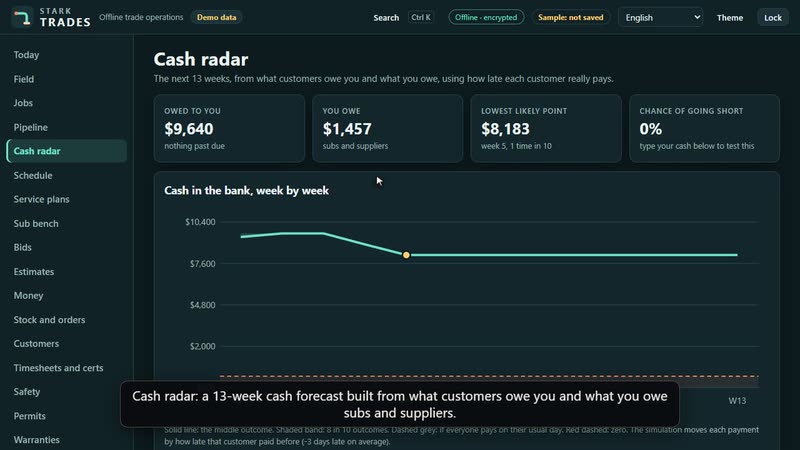 STARK
TRADES
Offline trade operations
Demo data
Search
Ctrl K
Offline · encrypted
Sample: not saved
English
Theme
Lock
Today
Field
Jobs
Pipeline
Cash radar
Schedule
Service plans
Sub bench
Bids
Estimates
Money
Stock and orders
Customers
Timesheets and certs
Safety
Permits
Warranties
Cash radar
The next 13 weeks, from what customers owe you and what you owe, using how late each customer really pays.
OWED TO YOU
$9,640
nothing past due
YOU OWE
$1,457
subs and suppliers
LOWEST LIKELY POINT
$8,183
week 5, 1 time in 10
CHANCE OF GOING SHORT
0%
type your cash below to test this
Cash in the bank, week by week
$10,400
$7,600
$4,800
$2,000
W13
Cash radar: a 13-week cash forecast built from what customers owe you and what you owe
subs and suppliers.
Solid line: the middle outcome. Shaded band: 8 in 10 outcomes. Dashed grey: if everyone pays on their usual day. Red dashed: zero. The simulation moves each payment
by how late that customer paid before (-3 days late on average).